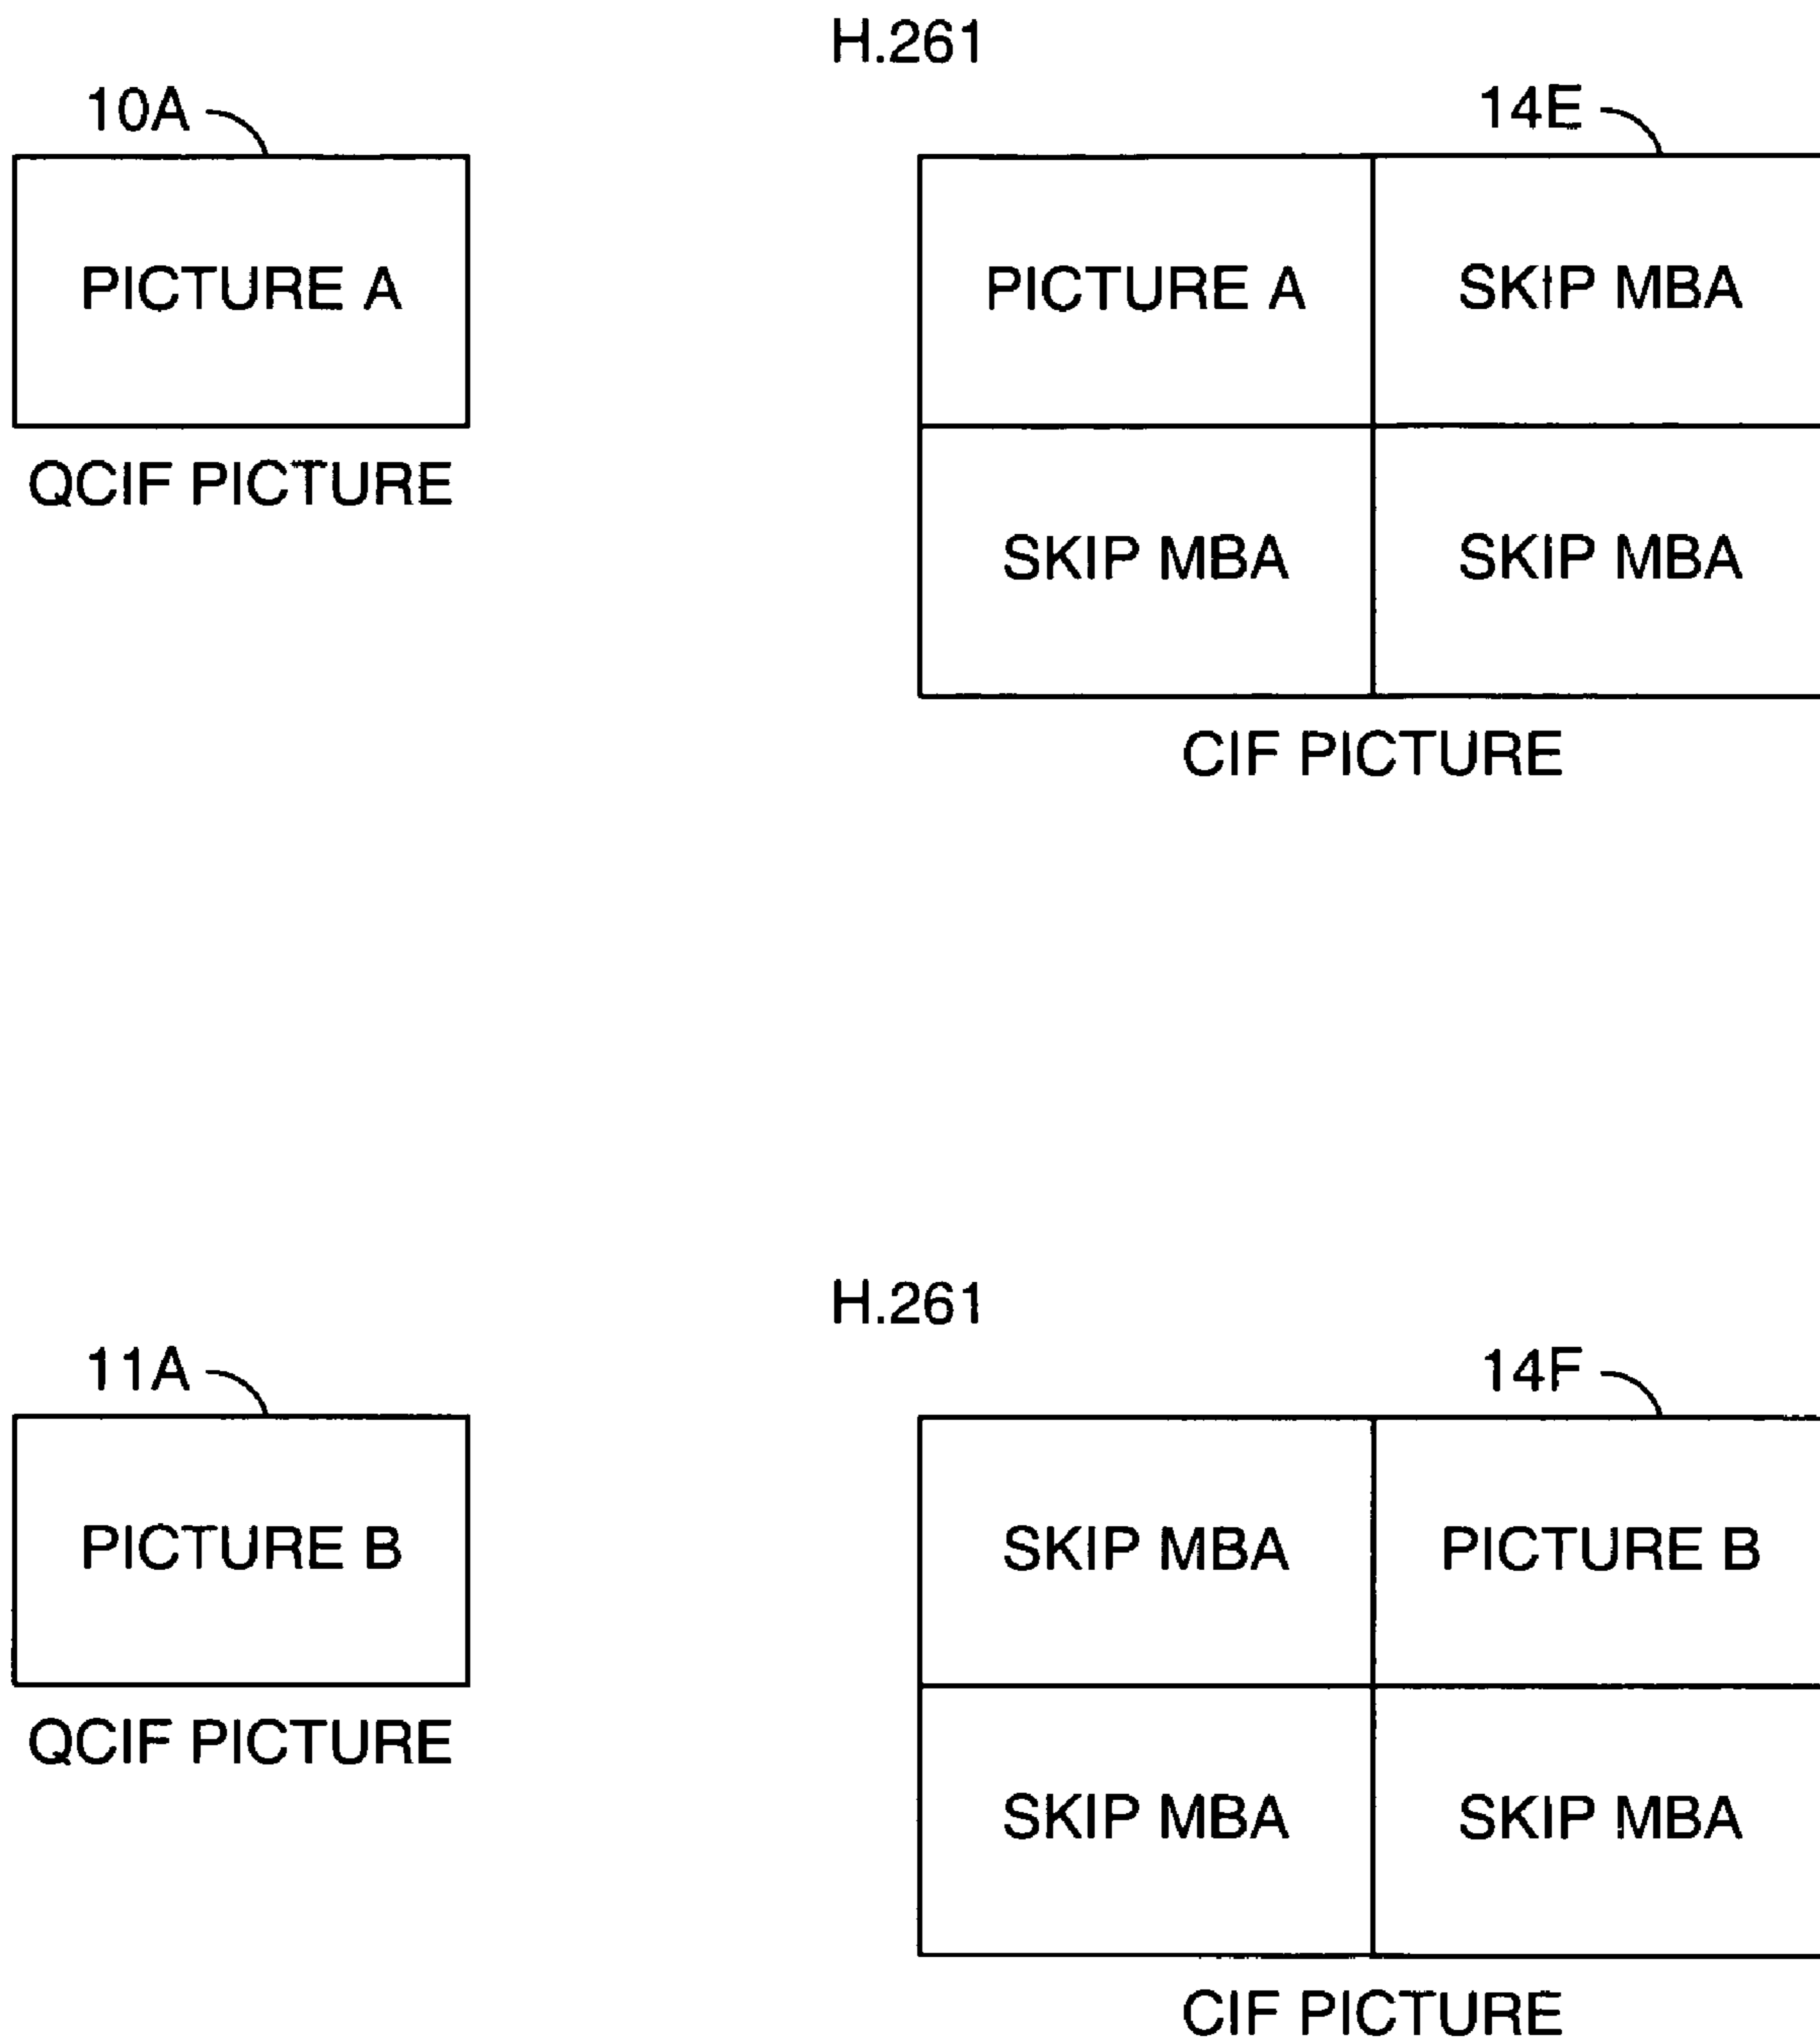 H.261
10A
14E
PICTURE A
PICTURE A
SKIP MBA
QCIF PICTURE
SKIP MBA
SKIP MBA
CIF PICTURE
H.261
11A
14F
PICTURE B
SKIP MBA
PICTURE B
QCIF PICTURE
SKIP MBA
SKIP MBA
CIF PICTURE